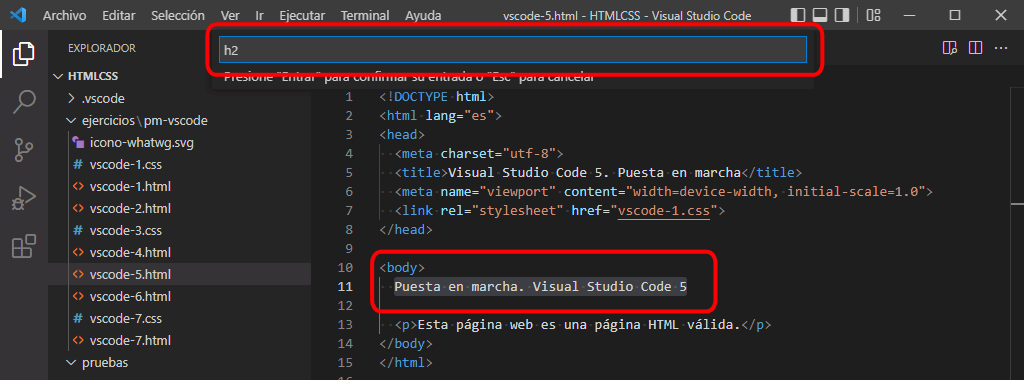 Archivo Editar Selección Ver Ir Ejecutar Terminal Ayuda vscode-5.html - HTMLCSS - Visual Studio Code
EXPLORADOR
h2
Presione "Entrar" para confirmar su entrada o "Esc" para cancelar
HTMLCSS
.vscode
ejercicios\pm-vscode
icono-whatwg.svg
vscode-1.css
vscode-1.html
vscode-2.html
vscode-3.css
vscode-4.html
vscode-5.html
vscode-6.html
vscode-7.css
vscode-7.html
pruebas
1 <!DOCTYPE html>
2 <html lang="es">
3 <head>
4 <meta charset="utf-8">
5 <title>Visual Studio Code 5. Puesta en marcha</title>
6 <meta name="viewport" content="width=device-width, initial-scale=1.0">
7 <link rel="stylesheet" href="vscode-1.css">
8 </head>
9
10 <body>
11 Puesta en marcha. Visual Studio Code 5
12
13 <p>Esta página web es una página HTML válida.</p>
14 </body>
15 </html>